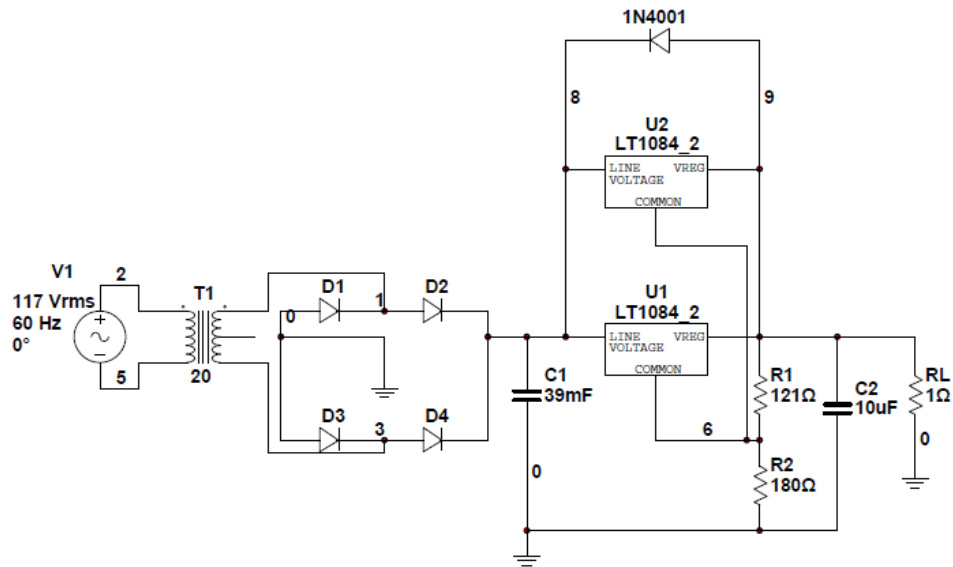 1N4001
8
9
U2
LT1084_2
LINE VREG
VOLTAGE
COMMON
V1
2
117 Vrms
60 Hz
0°
5
T1
20
0
D1
1
D2
D3
3
D4
U1
LT1084_2
LINE VREG
VOLTAGE
COMMON
C1
39mF
0
6
R1
121Ω
R2
180Ω
C2
10uF
RL
1Ω
0